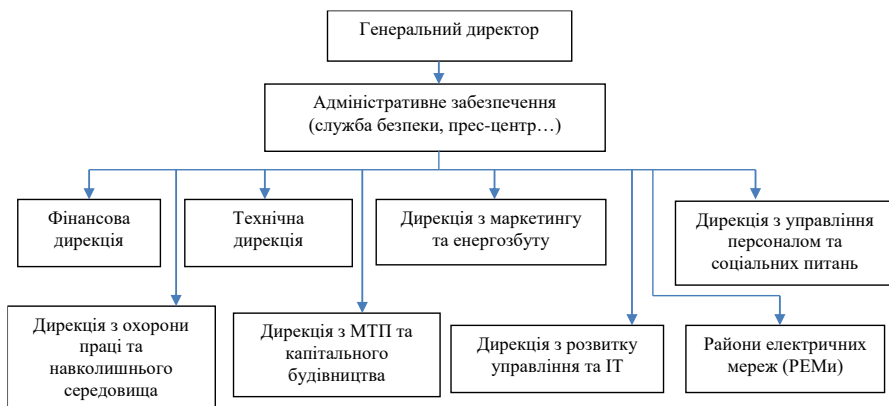 Генеральний директор
Адміністративне забезпечення
(служба безпеки, прес-центр…)
Фінансова
дирекція
Технічна
дирекція
Дирекція з маркетингу
та енергозбуту
Дирекція з управління
персоналом та
соціальних питань
Дирекція з охорони
праці та
навколишнього
середовища
Дирекція з МТП та
капітального
будівництва
Дирекція з розвитку
управління та ІТ
Райони електричних
мереж (РЕМи)